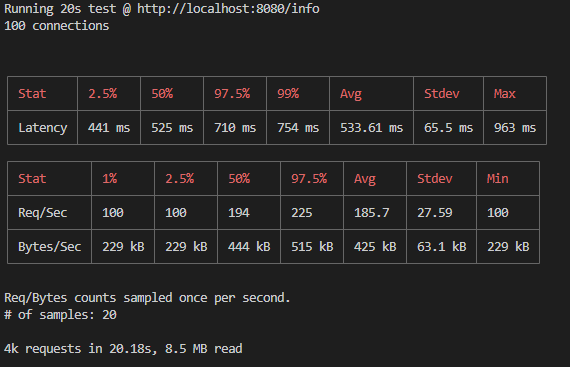 Running 20s test @ http://localhost:8080/info
100 connections
Stat 2.5% 50% 97.5% 99% Avg Stdev Max
Latency 441 ms 525 ms 710 ms 754 ms 533.61 ms 65.5 ms 963 ms
Stat 1% 2.5% 50% 97.5% Avg Stdev Min
Req/Sec 100 100 194 225 185.7 27.59 100
Bytes/Sec 229 kB 229 kB 444 kB 515 kB 425 kB 63.1 kB 229 kB
Req/Bytes counts sampled once per second.
# of samples: 20
4k requests in 20.18s, 8.5 MB read